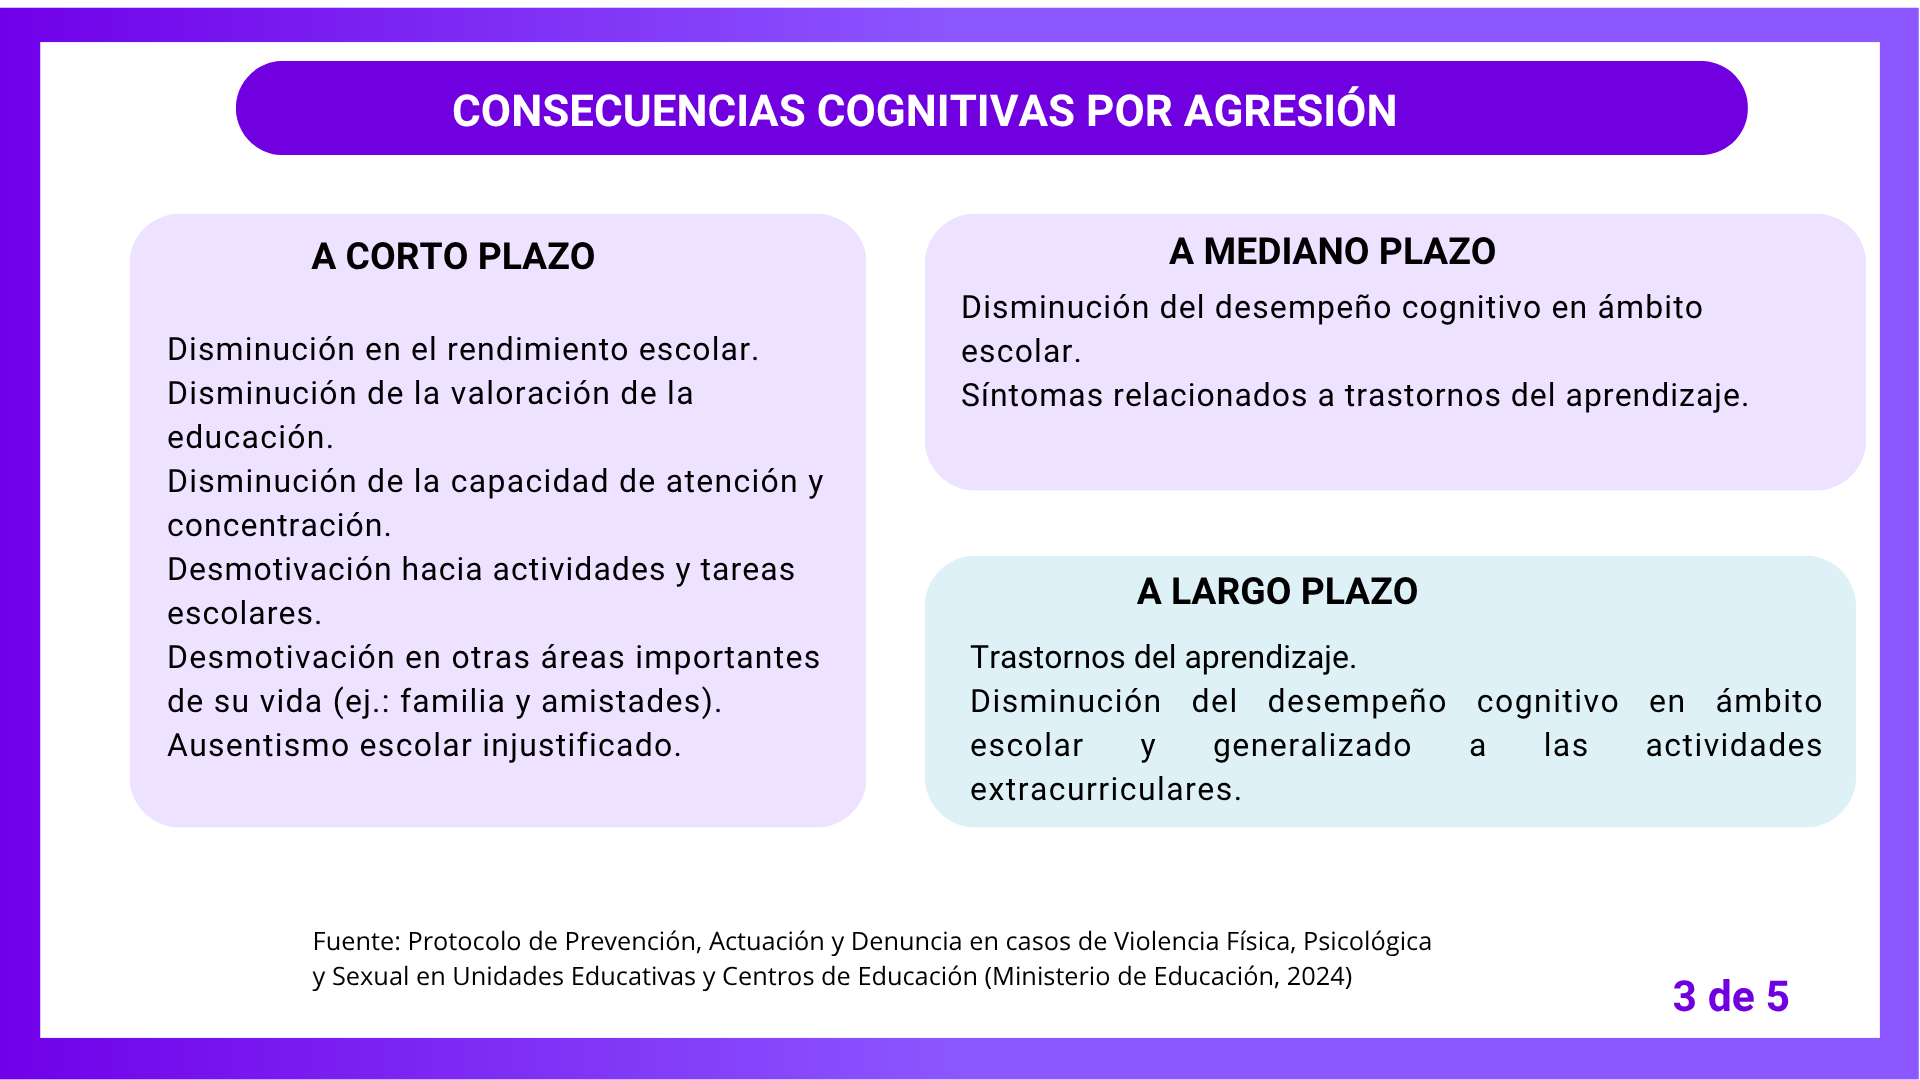 CONSECUENCIAS COGNITIVAS POR AGRESIÓN
A CORTO PLAZO
Disminución en el rendimiento escolar.
Disminución de la valoración de la
educación.
Disminución de la capacidad de atención y
concentración.
Desmotivación hacia actividades y tareas
escolares.
Desmotivación en otras áreas importantes
de su vida (ej.: familia y amistades).
Ausentismo escolar injustificado.
A MEDIANO PLAZO
Disminución del desempeño cognitivo en ámbito
escolar.
Síntomas relacionados a trastornos del aprendizaje.
A LARGO PLAZO
Trastornos del aprendizaje.
Disminución del desempeño cognitivo en ámbito
escolar y generalizado a las actividades
extracurriculares.
Fuente: Protocolo de Prevención, Actuación y Denuncia en casos de Violencia Física, Psicológica
y Sexual en Unidades Educativas y Centros de Educación (Ministerio de Educación, 2024)
3 de 5